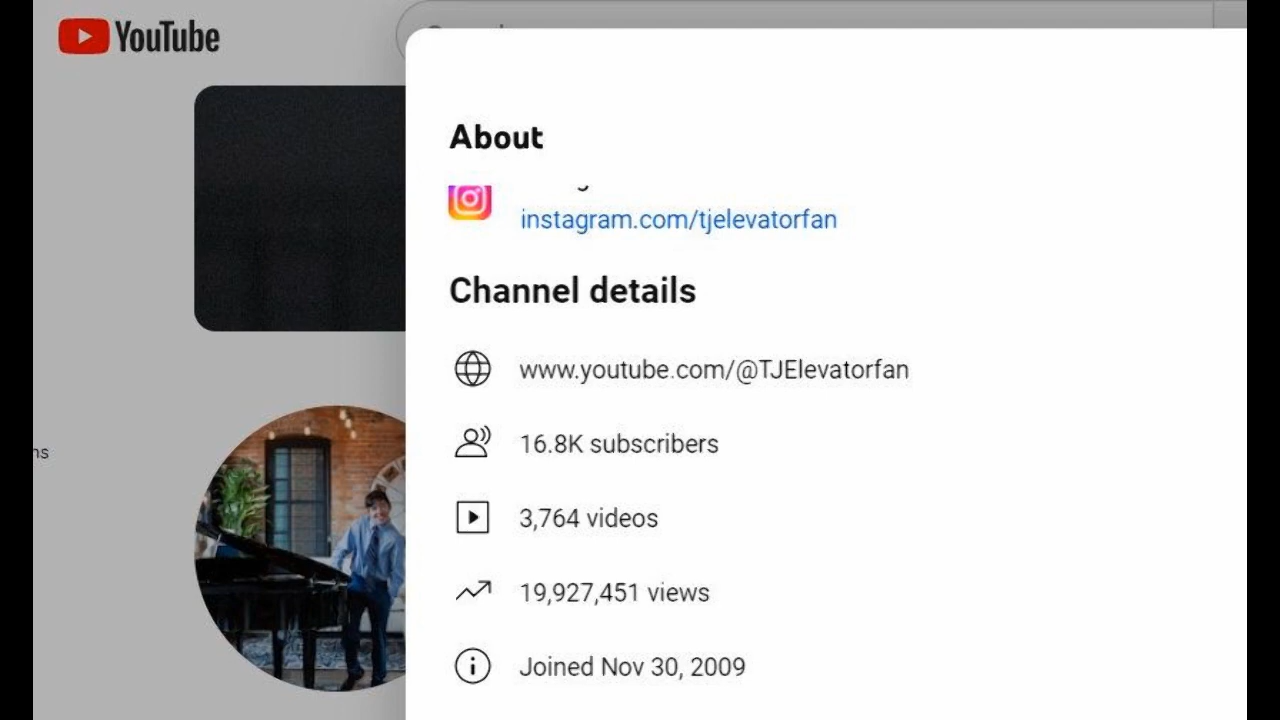 YouTube
About
instagram.com/tjelevatorfan
Channel details
www.youtube.com/@TJElevatorfan
16.8K subscribers
3,764 videos
19,927,451 views
ns
Joined Nov 30, 2009